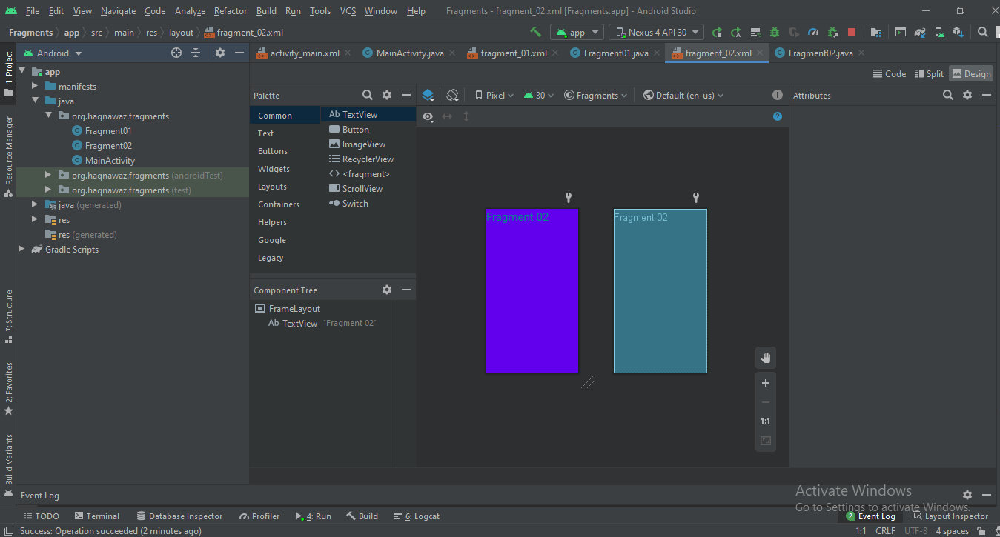 File Edit View Navigate Code Analyze Refactor Build Run Tools VCS Window Help Fragments - fragment_02.xml [Fragments.app] - Android Studio
Fragments app src main res layout fragment_02.xml app Nexus 4 API 30
Android activity_main.xml MainActivity.java fragment_01.xml Fragment01.java fragment_02.xml Fragment02.java
1: Project
Resource Manager
7: Structure
2: Favorites
Build Variants
app
manifests
java
org.haqnawaz.fragments
Fragment01
Fragment02
MainActivity
org.haqnawaz.fragments (androidTest)
org.haqnawaz.fragments (test)
java (generated)
res
res (generated)
Gradle Scripts
Code Split Design
Palette
Common
Text
Buttons
Widgets
Layouts
Containers
Helpers
Google
Legacy
Ab TextView
Button
ImageView
RecyclerView
<fragment>
ScrollView
Switch
Component Tree
FrameLayout
Ab TextView "Fragment 02"
Pixel 30 Fragments Default (en-us)
Attributes
Fragment 02
Fragment 02
1:1
Event Log
Activate Windows
Go to Settings to activate Windows.
TODO Terminal Database Inspector Profiler 4: Run Build 6: Logcat 2 Event Log Layout Inspector
Success: Operation succeeded (2 minutes ago) 1:1 CRLF UTF-8 4 spaces